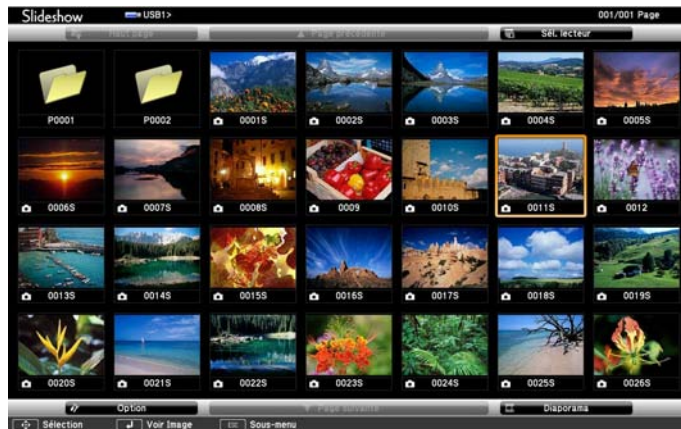 Slideshow USB1> 001/001 Page
Haut page Page précédente Sél. lecteur
P0001 P0002 0001S 0002S 0003S 0004S 0005S
0006S 0007S 0008S 0009 0010S 0011S 0012
0013S 0014S 0015S 0016S 0017S 0018S 0019S
0020S 0021S 0022S 0023S 0024S 0025S 0026S
Option Page suivante Diaporama
Sélection Voir Image Sous-menu